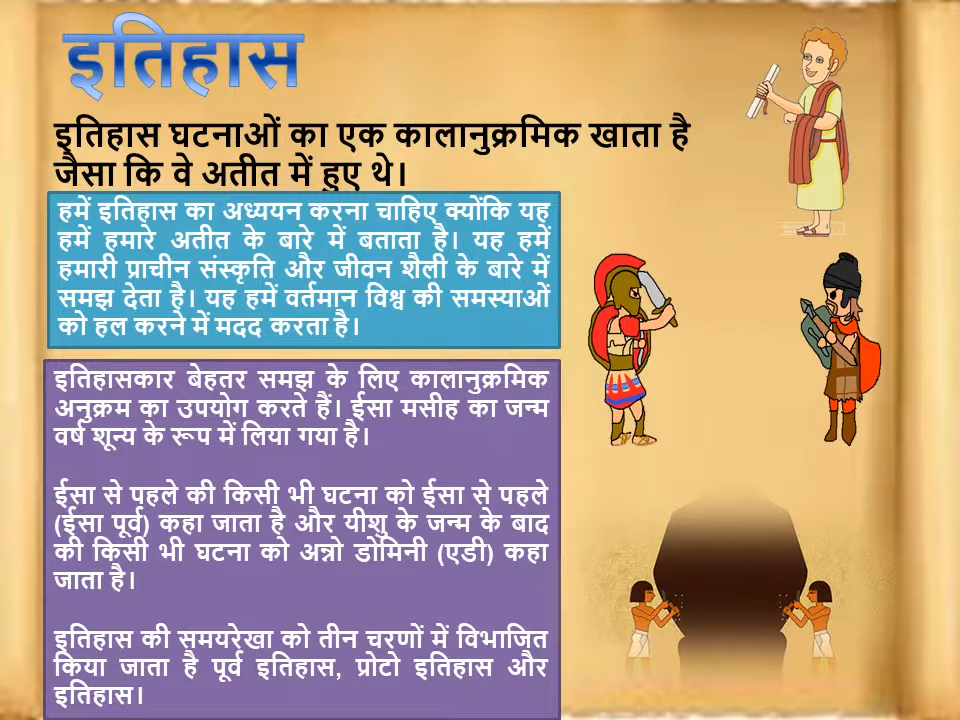 इतिहास
इतिहास घटनाओं का एक कालानुक्रमिक खाता है
जैसा कि वे अतीत में हुए थे।
हमें इतिहास का अध्ययन करना चाहिए क्योंकि यह
हमें हमारे अतीत के बारे में बताता है। यह हमें
हमारी प्राचीन संस्कृति और जीवन शैली के बारे में
समझ देता है। यह हमें वर्तमान विश्व की समस्याओं
को हल करने में मदद करता है।
इतिहासकार बेहतर समझ के लिए कालानुक्रमिक
अनुक्रम का उपयोग करते हैं। ईसा मसीह का जन्म
वर्ष शून्य के रूप में लिया गया है।
ईसा से पहले की किसी भी घटना को ईसा से पहले
(ईसा पूर्व) कहा जाता है और यीशु के जन्म के बाद
की किसी भी घटना को अन्नो डोमिनी (एडी) कहा
जाता है।
इतिहास की समयरेखा को तीन चरणों में विभाजित
किया जाता है पूर्व इतिहास, प्रोटो इतिहास और
इतिहास।